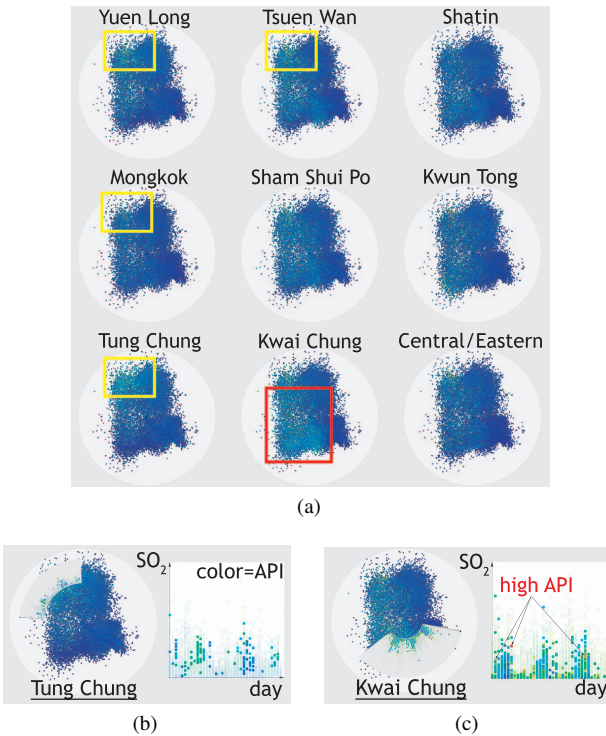 Yuen Long Tsuen Wan Shatin
Mongkok Sham Shui Po Kwun Tong
Tung Chung Kwai Chung Central/Eastern
(a)
SO₂ color=API
Tung Chung day
(b)
SO₂
high API
Kwai Chung day
(c)